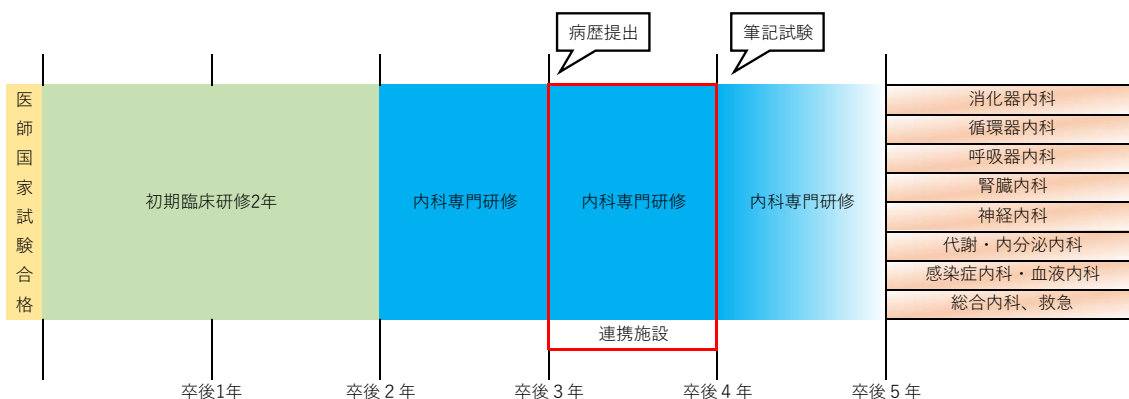 病歴提出
筆記試験
医師国家試験合格
初期臨床研修2年
内科専門研修
内科専門研修
内科専門研修
連携施設
消化器内科
循環器内科
呼吸器内科
腎臓内科
神経内科
代謝・内分泌内科
感染症内科・血液内科
総合内科、救急
卒後1年
卒後２年
卒後３年
卒後４年
卒後５年